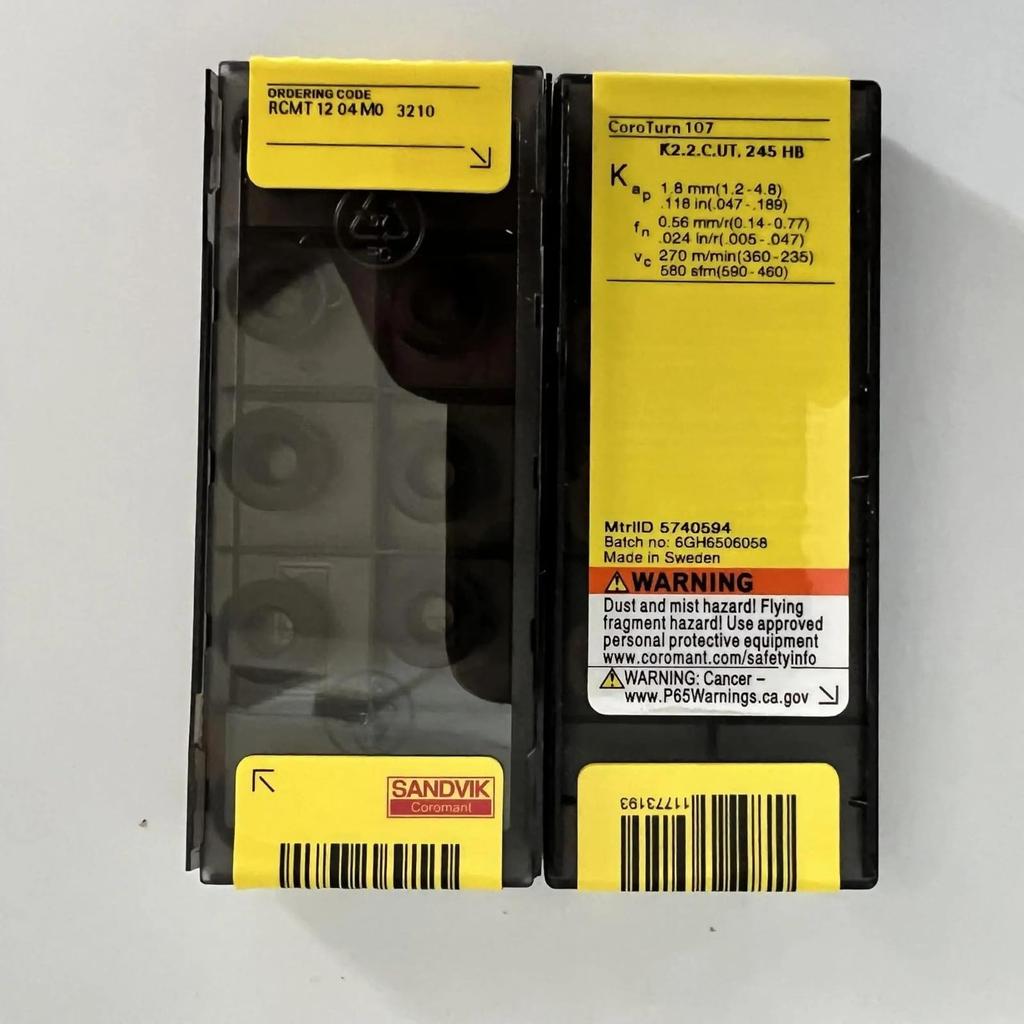 ORDERING CODE
RCMT 12 04 M0 3210
SANDVIK
Coromant
CoroTurn 107
K2.2.C.UT, 245 HB
K
ap 1.8 mm(1.2-4.8)
.118 in(.047-.189)
fn 0.56 mm/r(0.14-0.77)
.024 in/r(.005-.047)
vc 270 m/min(360-235)
580 sfm(590-460)
MtrlID 5740594
Batch no: 6GH6506058
Made in Sweden
WARNING
Dust and mist hazard! Flying
fragment hazard! Use approved
personal protective equipment
www.coromant.com/safetyinfo
WARNING: Cancer –
www.P65Warnings.ca.gov
11773193